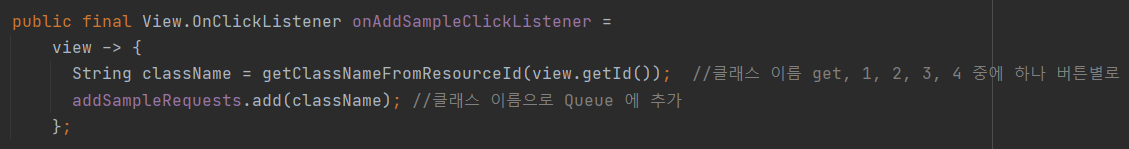 public final View.OnClickListener onAddSampleClickListener =
view -> {
String className = getClassNameFromResourceId(view.getId()); //클래스 이름 get, 1, 2, 3, 4 중에 하나 버튼별로
addSampleRequests.add(className); //클래스 이름으로 Queue 에 추가
};